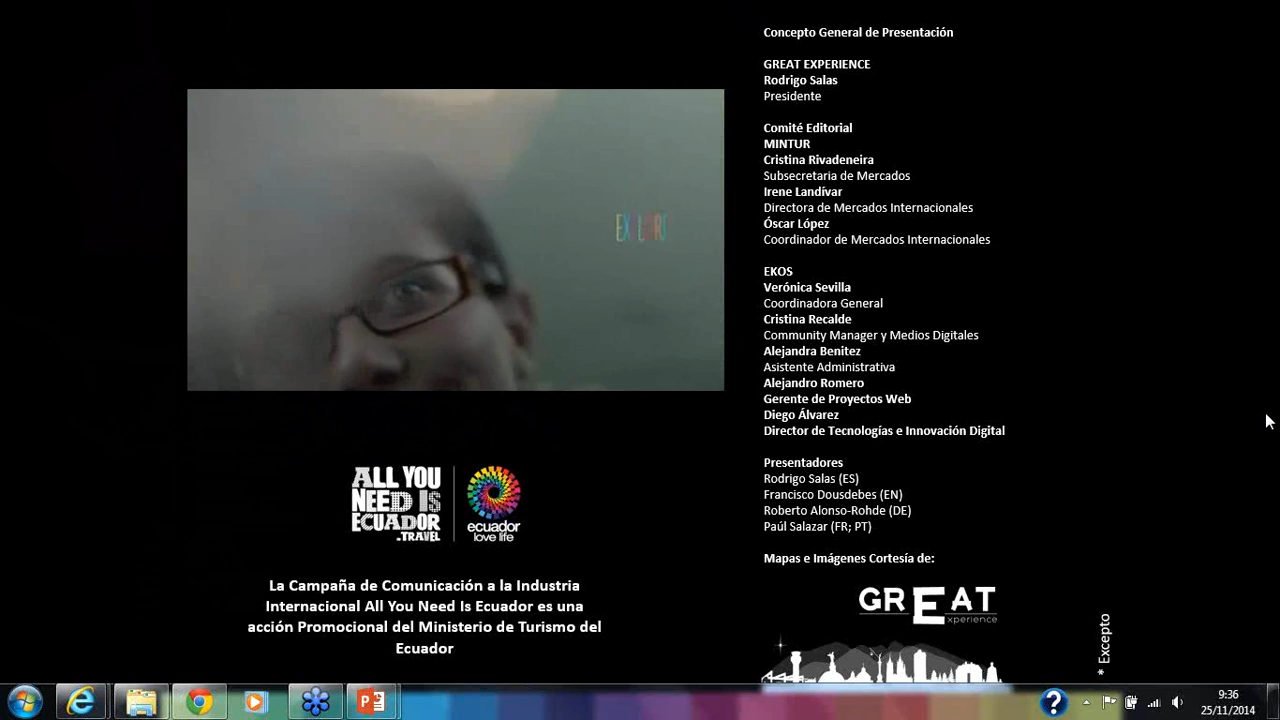 Concepto General de Presentación
GREAT EXPERIENCE
Rodrigo Salas
Presidente
Comité Editorial
MINTUR
Cristina Rivadeneira
Subsecretaria de Mercados
Irene Landívar
Directora de Mercados Internacionales
Óscar López
Coordinador de Mercados Internacionales
EKOS
Verónica Sevilla
Coordinadora General
Cristina Recalde
Community Manager y Medios Digitales
Alejandra Benitez
Asistente Administrativa
Alejandro Romero
Gerente de Proyectos Web
Diego Álvarez
Director de Tecnologías e Innovación Digital
Presentadores
Rodrigo Salas (ES)
Francisco Dousdebes (EN)
Roberto Alonso-Rohde (DE)
Paúl Salazar (FR; PT)
Mapas e Imágenes Cortesía de:
GREAT
xperience
* Excepto
ALL YOU
NEED IS
ECUADOR
.TRAVEL
ecuador
love life
La Campaña de Comunicación a la Industria
Internacional All You Need Is Ecuador es una
acción Promocional del Ministerio de Turismo del
Ecuador
9:36
25/11/2014